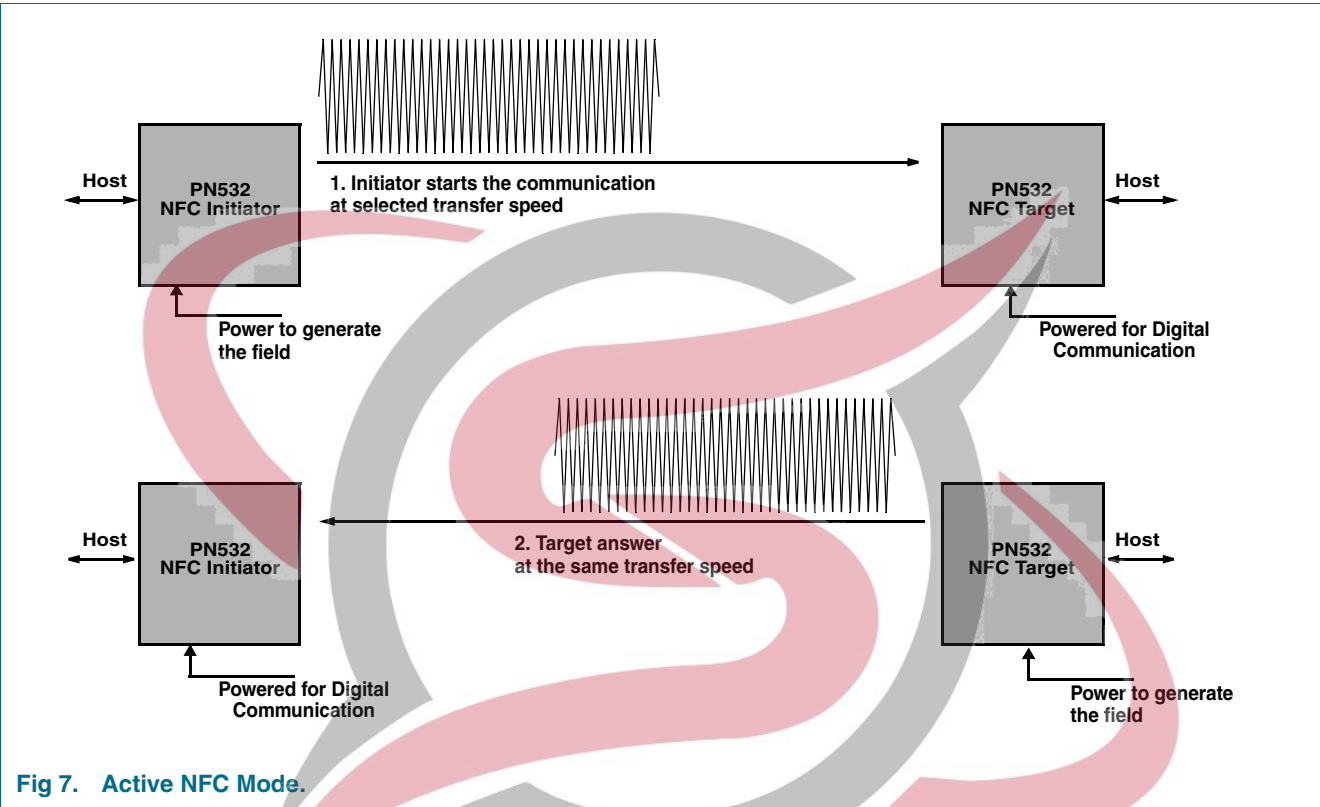 Host
PN532
NFC Initiator
1. Initiator starts the communication
at selected transfer speed
PN532
NFC Target
Host
Power to generate
the field
Powered for Digital
Communication
Host
PN532
NFC Initiator
2. Target answer
at the same transfer speed
PN532
NFC Target
Host
Powered for Digital
Communication
Power to generate
the field
Fig 7. Active NFC Mode.